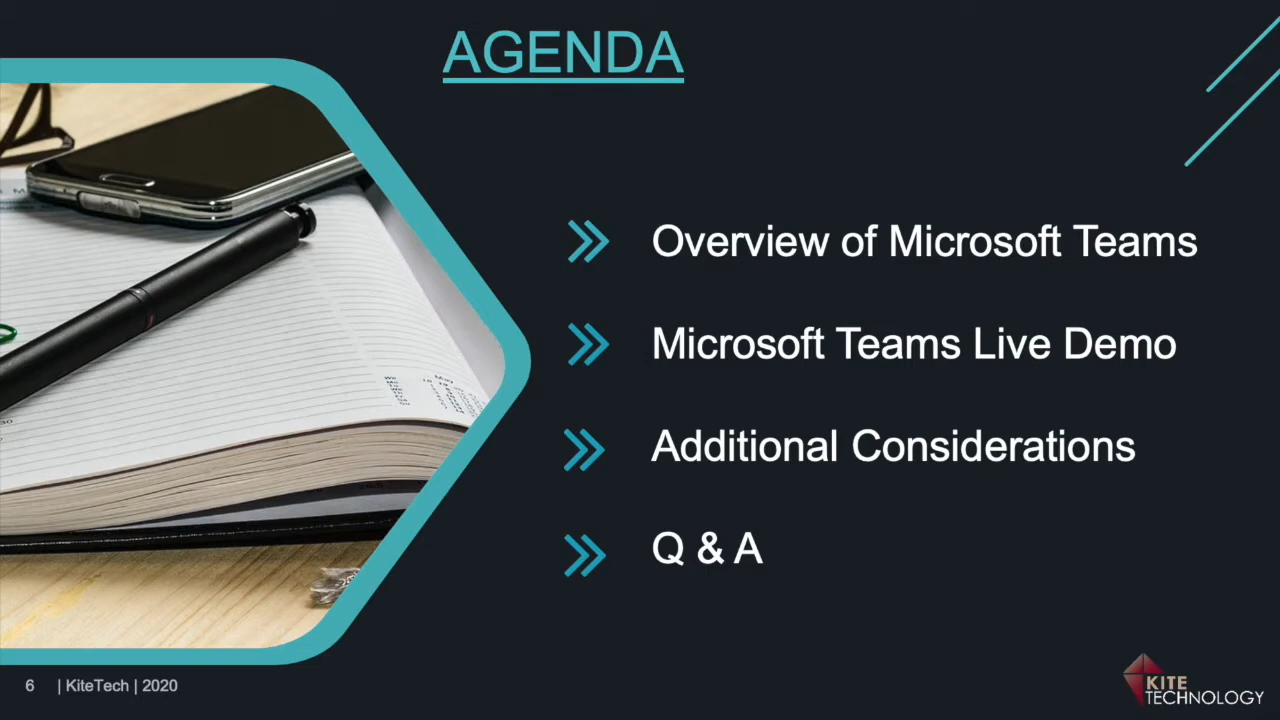 AGENDA
Overview of Microsoft Teams
Microsoft Teams Live Demo
Additional Considerations
Q & A
6 | KiteTech | 2020
KITE
TECHNOLOGY